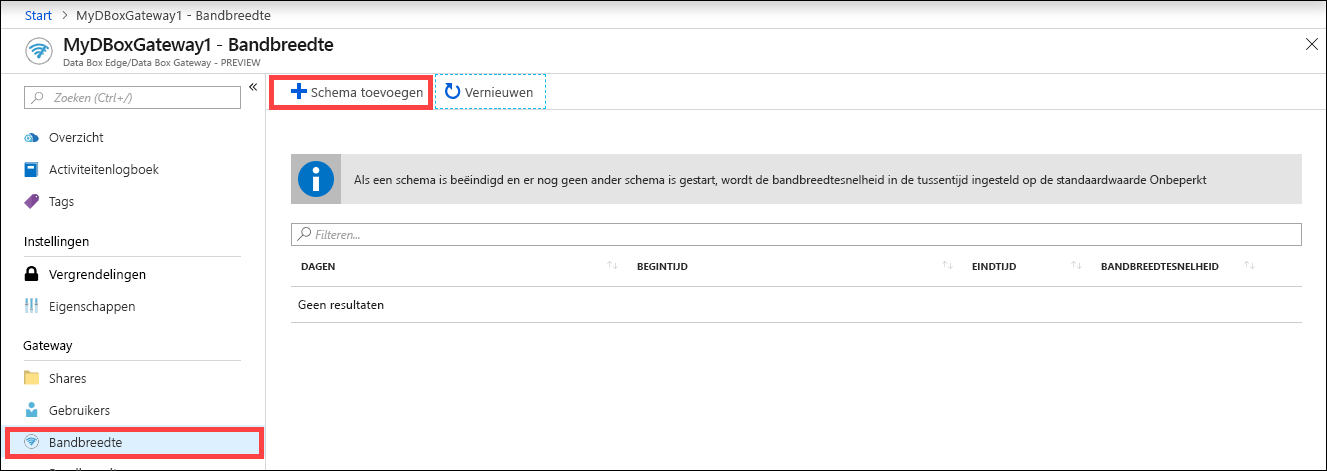 Start > MyDBoxGateway1 - Bandbreedte
MyDBoxGateway1 - Bandbreedte
Data Box Edge/Data Box Gateway - PREVIEW
Zoeken (Ctrl+/)
Overzicht
Activiteitenlogboek
Tags
Instellingen
Vergrendelingen
Eigenschappen
Gateway
Shares
Gebruikers
Bandbreedte
Schema toevoegen Vernieuwen
Als een schema is beëindigd en er nog geen ander schema is gestart, wordt de bandbreedtesnelheid in de tussentijd ingesteld op de standaardwaarde Onbeperkt
Filteren...
DAGEN BEGINTIJD EINDTIJD BANDBREEDTESNELHEID
Geen resultaten